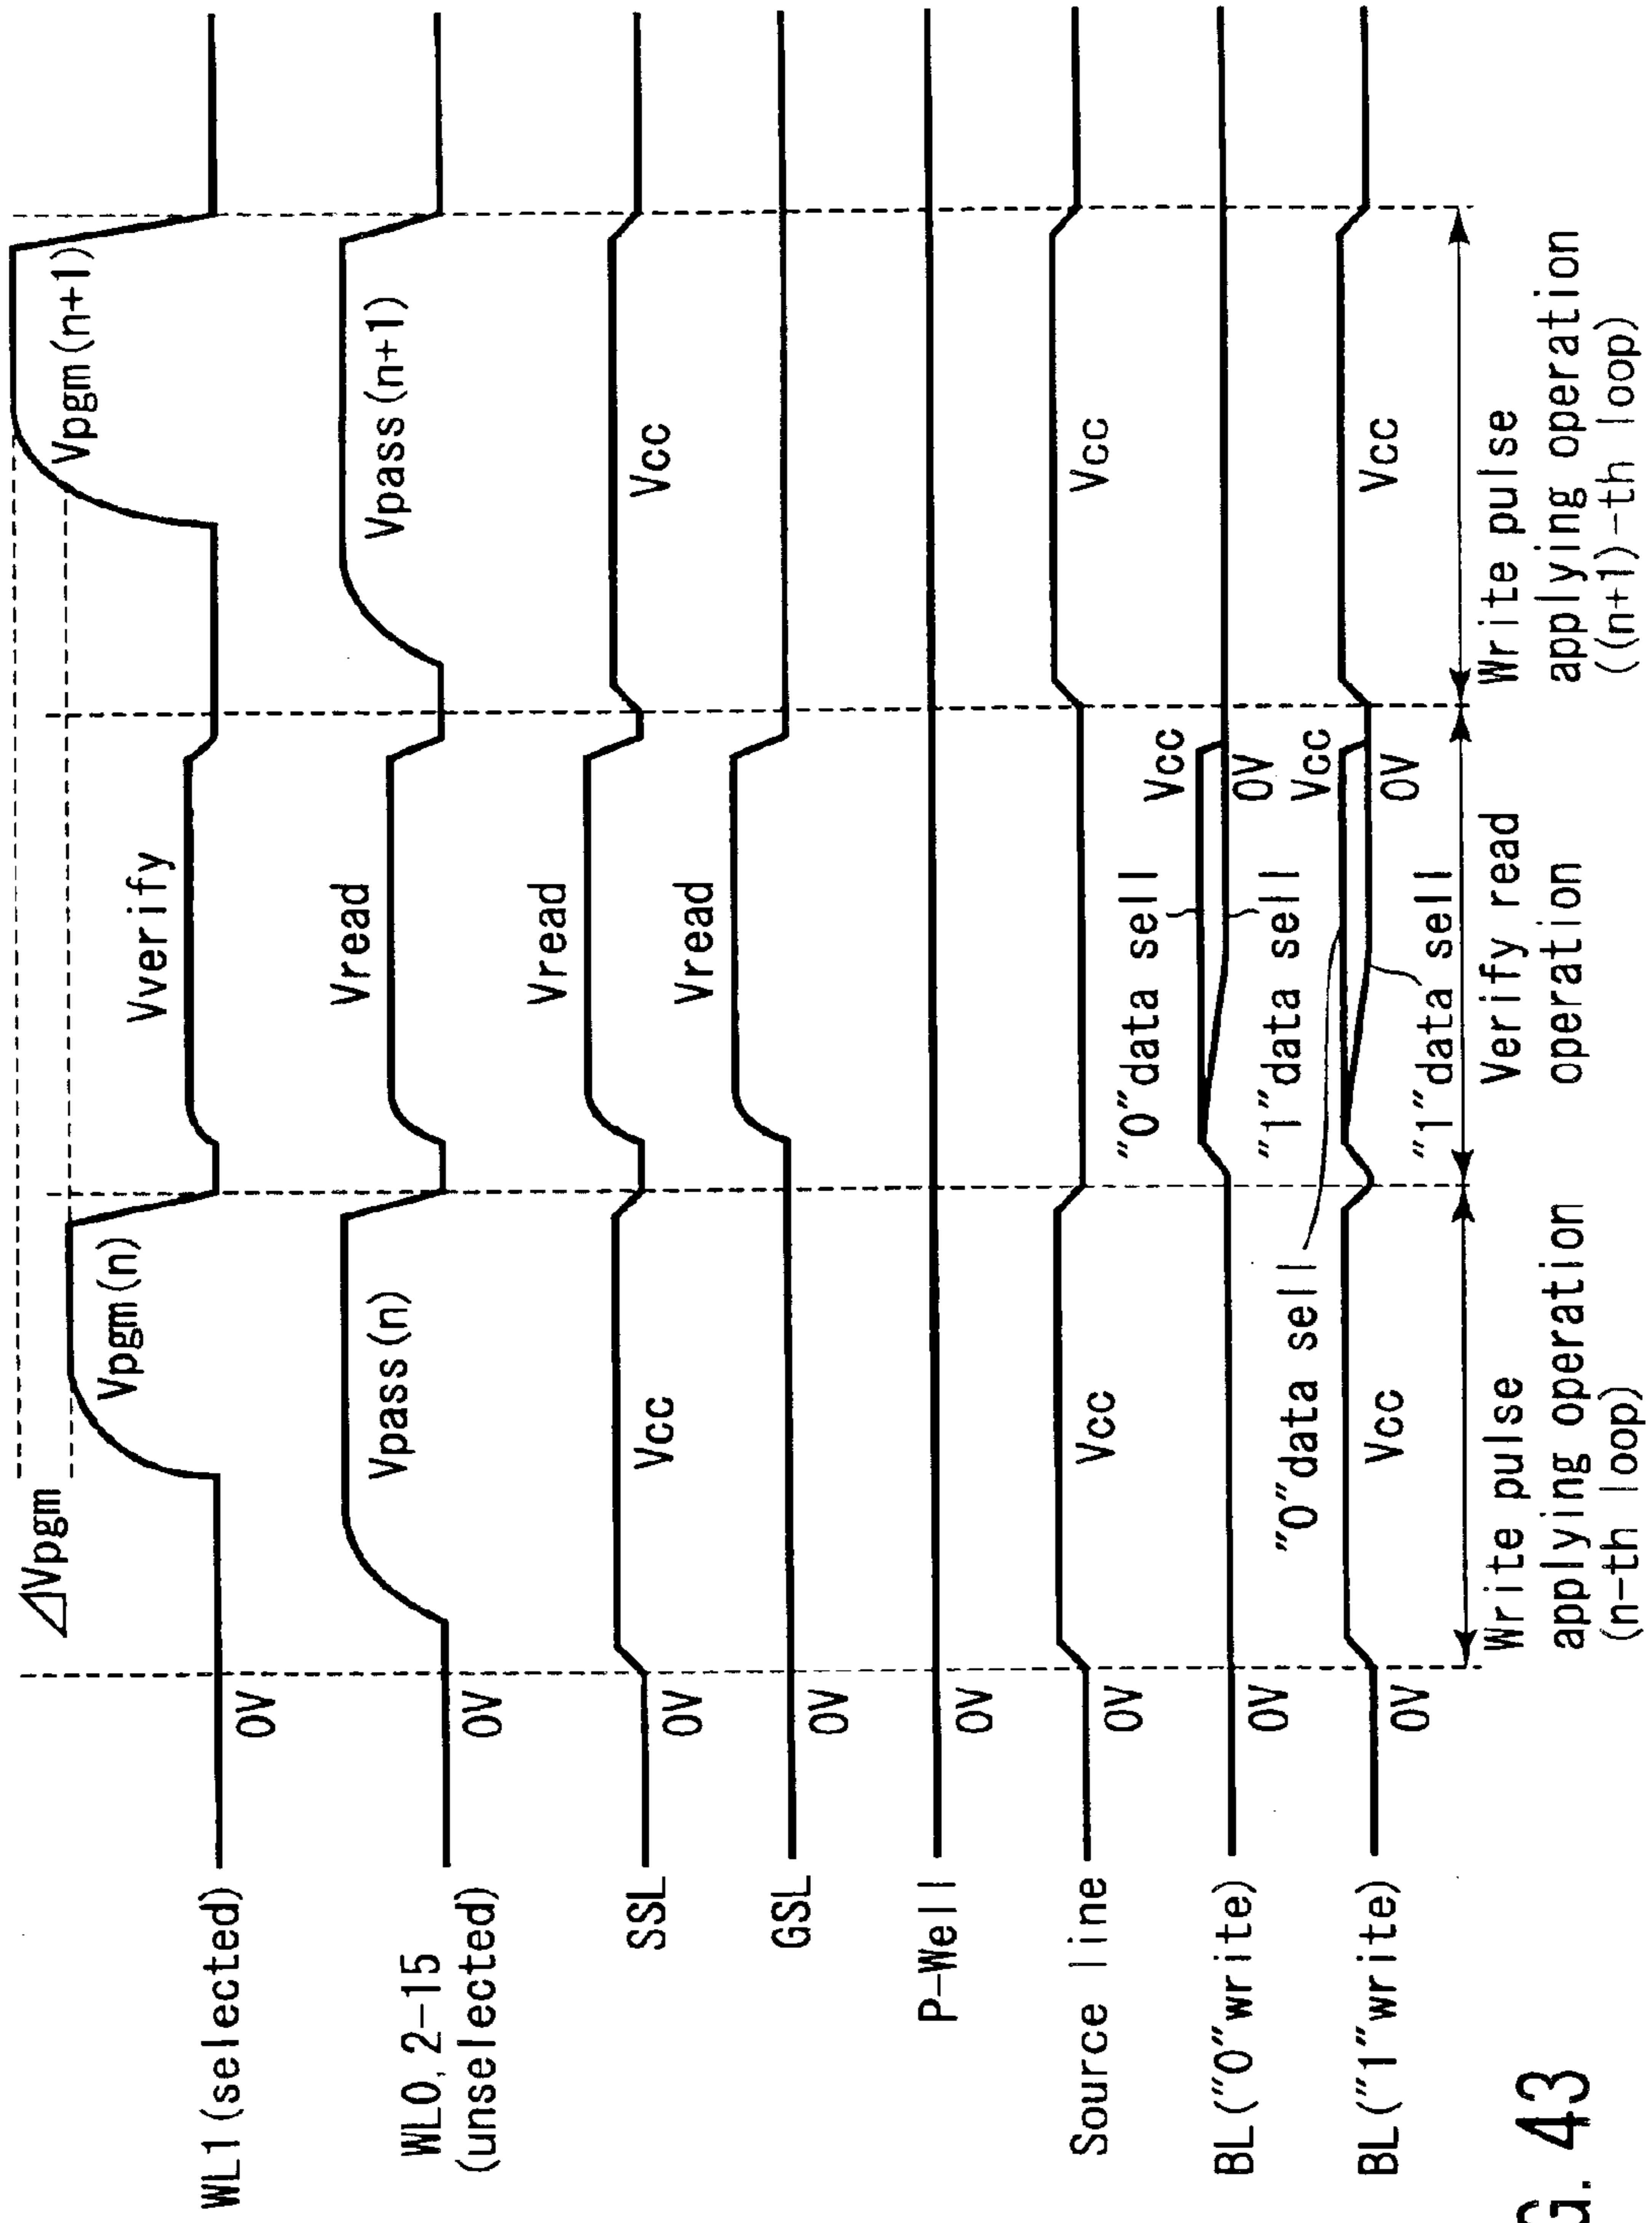 ΔVpgm
WL1(selected)
0V
Vpgm(n)
Vverify
Vpgm(n+1)
WL0,2-15
(unselected)
0V
Vpass(n)
Vread
Vpass(n+1)
SSL
0V
Vcc
Vread
Vcc
GSL
0V
Vread
P-Well
0V
Source line
0V
Vcc
Vcc
BL("0"write)
0V
"0"data sell
"1"data sell
Vcc
0V
BL("1"write)
0V
Vcc
"0"data sell
"1"data sell
Vcc
0V
Vcc
Write pulse
applying operation
(n-th loop)
Verify read
operation
Write pulse
applying operation
((n+1)-th loop)
G. 43